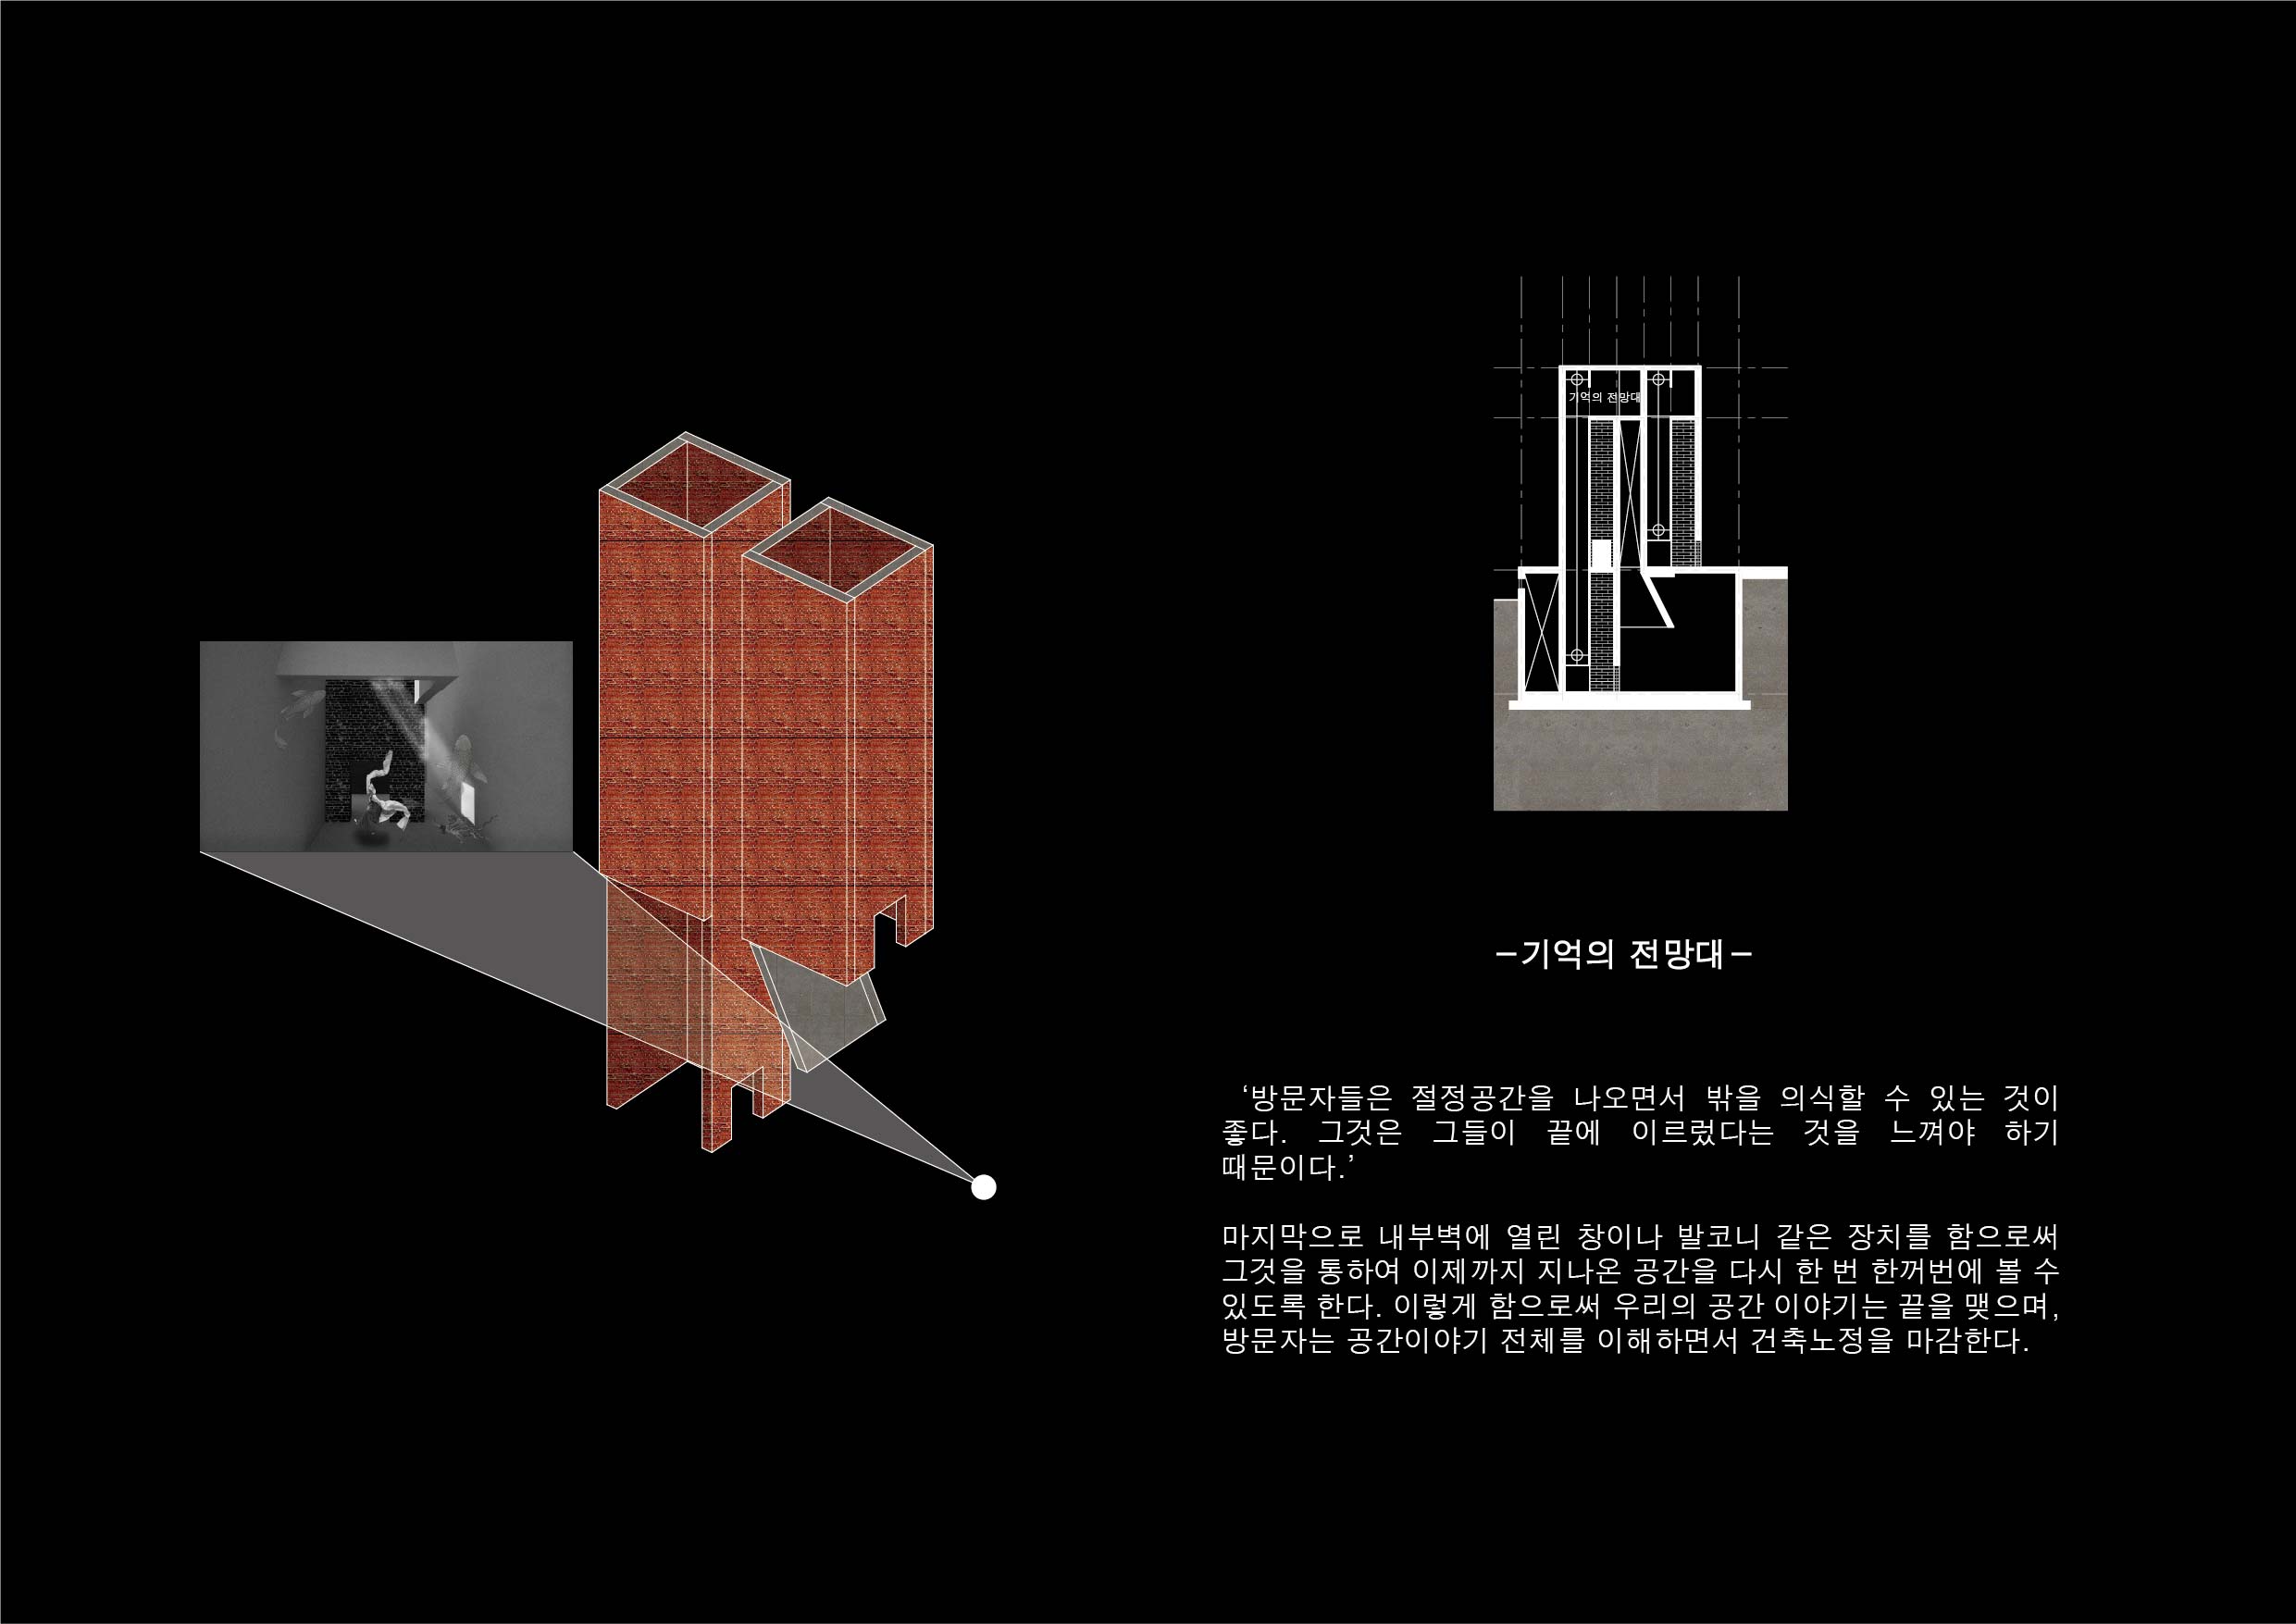 기억의 전망대
–기억의 전망대–
‘방문자들은 절정공간을 나오면서 밖을 의식할 수 있는 것이
좋다. 그것은 그들이 끝에 이르렀다는 것을 느껴야 하기
때문이다.’
마지막으로 내부벽에 열린 창이나 발코니 같은 장치를 함으로써
그것을 통하여 이제까지 지나온 공간을 다시 한 번 한꺼번에 볼 수
있도록 한다. 이렇게 함으로써 우리의 공간 이야기는 끝을 맺으며,
방문자는 공간이야기 전체를 이해하면서 건축노정을 마감한다.